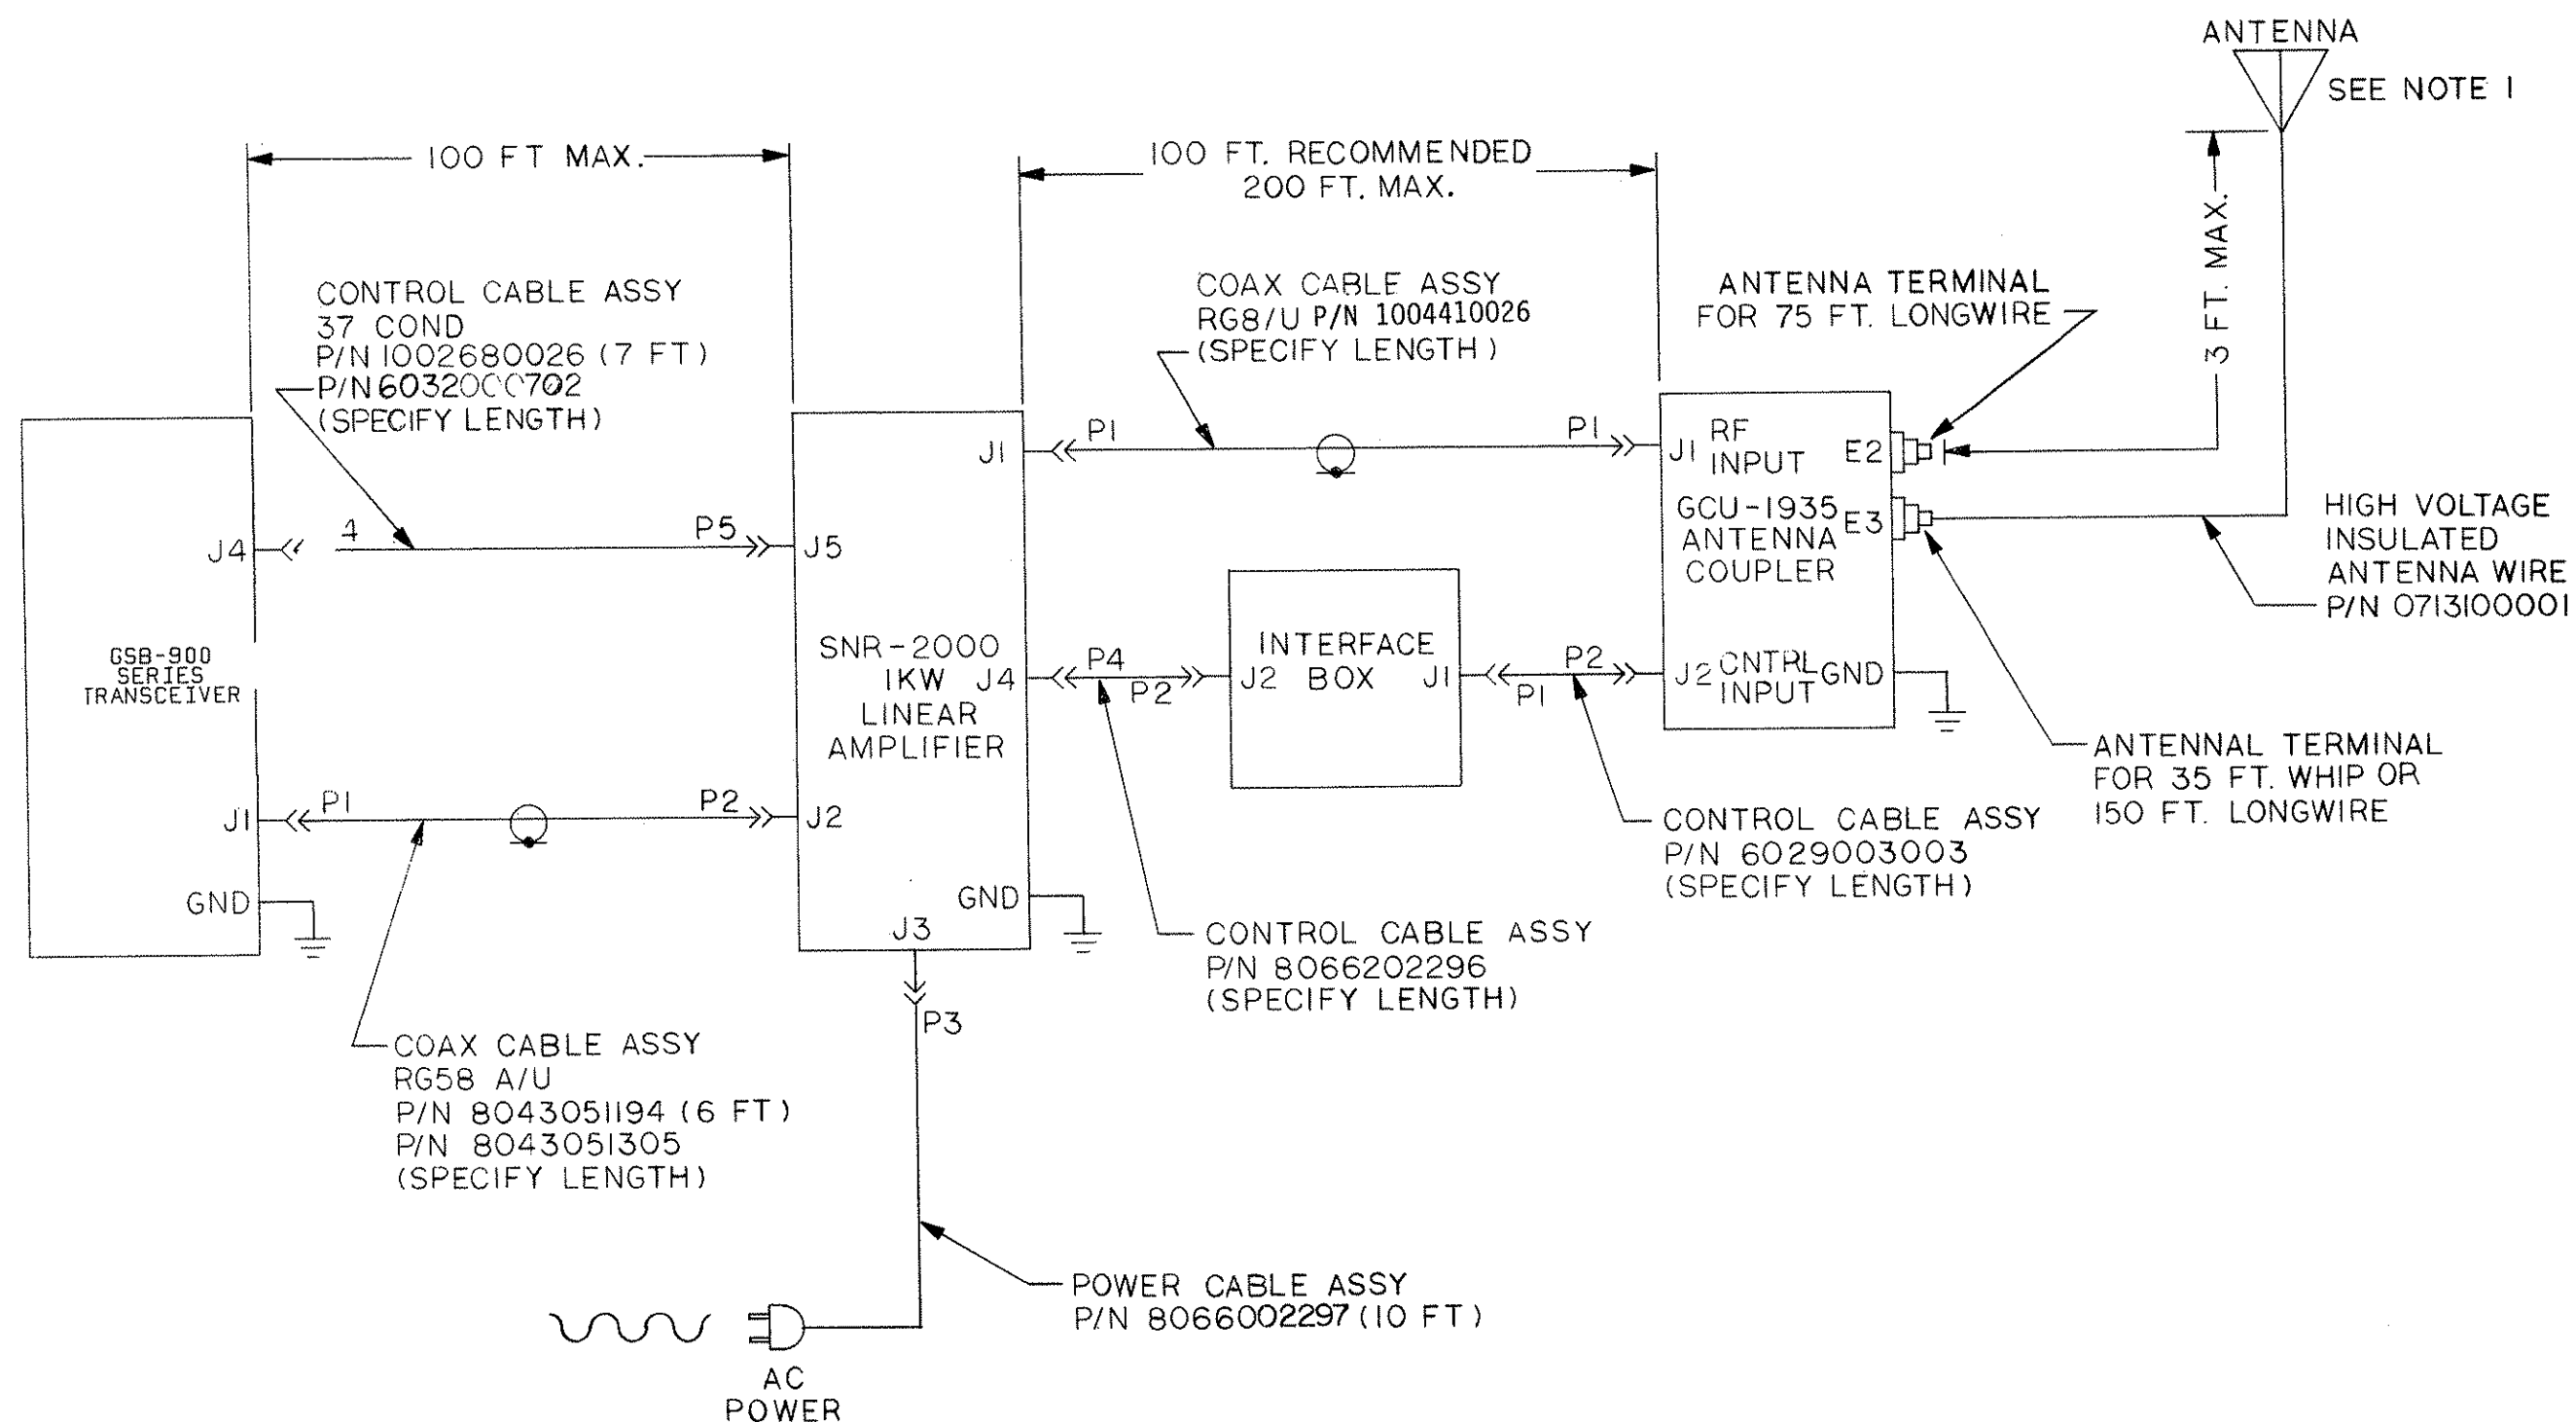 ANTENNA
SEE NOTE 1
100 FT MAX.
100 FT. RECOMMENDED
200 FT. MAX.
3 FT. MAX.
CONTROL CABLE ASSY
37 COND
P/N 1002680026 (7 FT)
P/N 6032000702
(SPECIFY LENGTH)
COAX CABLE ASSY
RG8/U P/N 1004410026
(SPECIFY LENGTH)
ANTENNA TERMINAL
FOR 75 FT. LONGWIRE
GSB-900
SERIES
TRANSCEIVER
J4
4
P5
J5
J1
P1
P2
J2
GND
SNR-2000
1KW
LINEAR
AMPLIFIER
J1
P1
P1
J4
P4
P2
GND
J3
P3
J2
INTERFACE
BOX
J1
P1
P2
J1
RF
INPUT
E2
GCU-1935
ANTENNA
COUPLER
E3
J2
CNTRL
INPUT
GND
HIGH VOLTAGE
INSULATED
ANTENNA WIRE
P/N 0713100001
ANTENNAL TERMINAL
FOR 35 FT. WHIP OR
150 FT. LONGWIRE
CONTROL CABLE ASSY
P/N 6029003003
(SPECIFY LENGTH)
CONTROL CABLE ASSY
P/N 8066202296
(SPECIFY LENGTH)
COAX CABLE ASSY
RG58 A/U
P/N 8043051194 (6 FT)
P/N 8043051305
(SPECIFY LENGTH)
POWER CABLE ASSY
P/N 8066002297 (10 FT)
AC
POWER